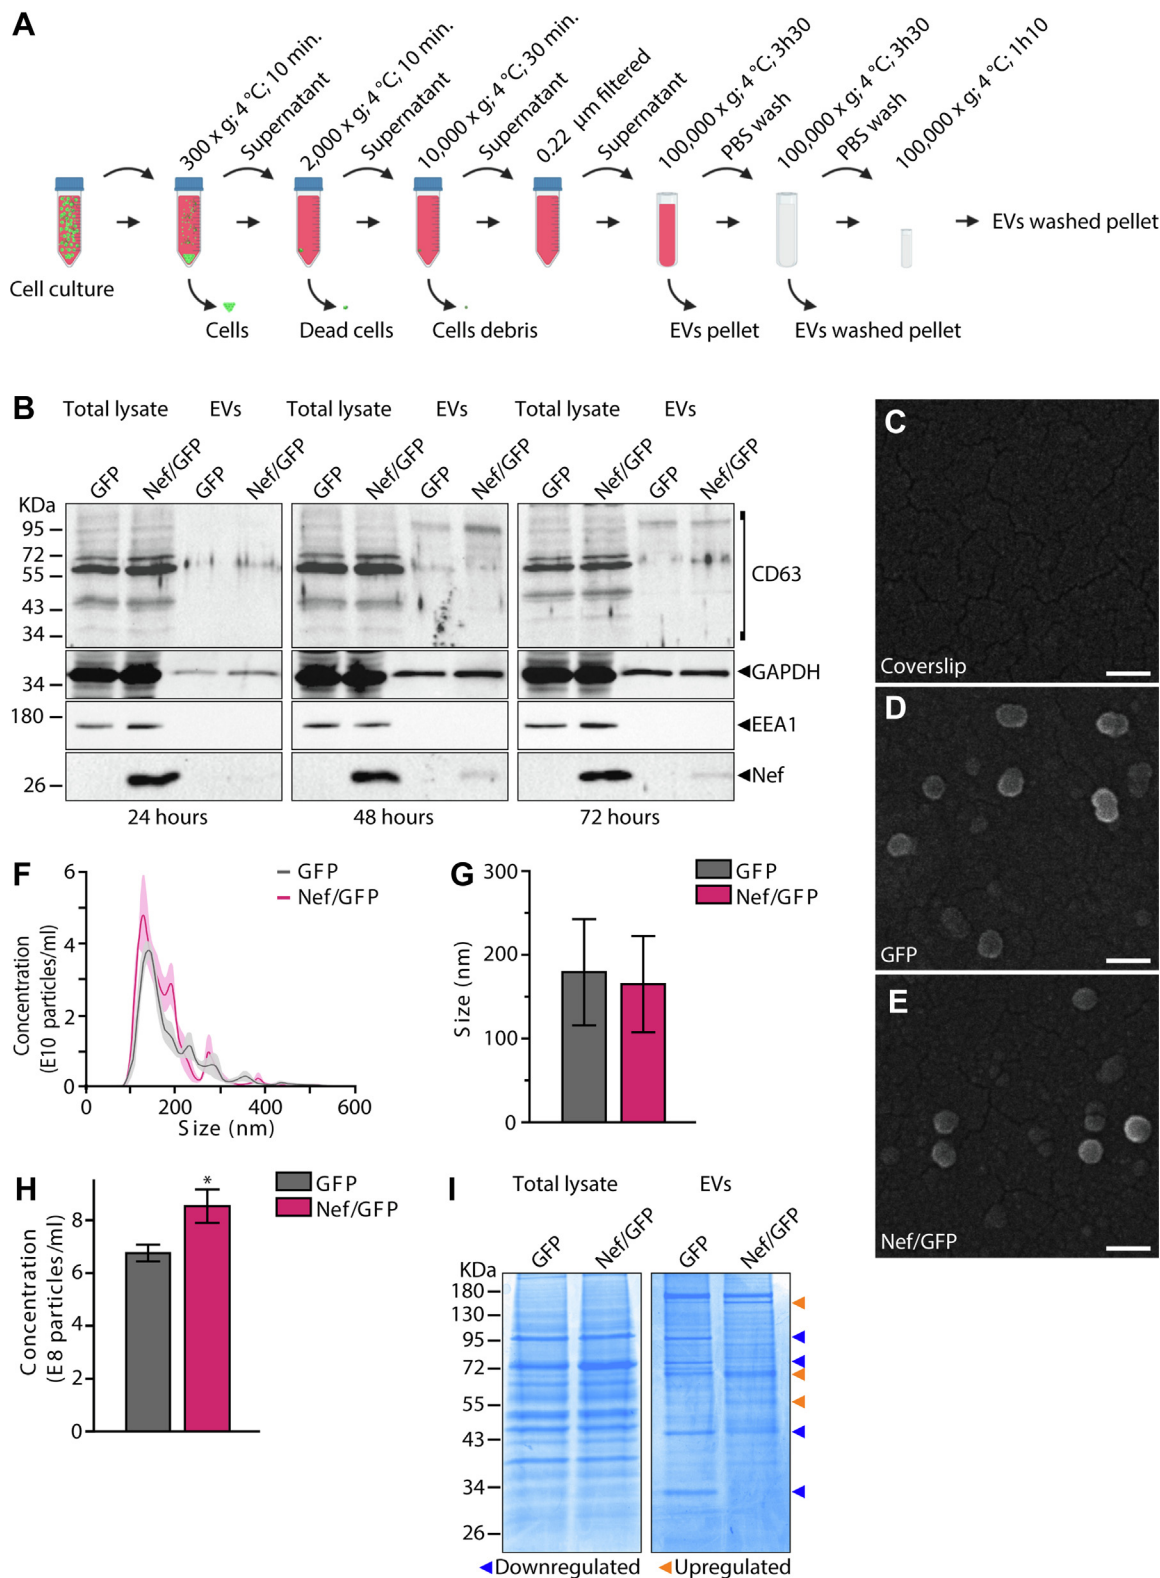 A
300 x g; 4 °C; 10 min.
Supernatant
2,000 x g; 4 °C; 10 min.
Supernatant
10,000 x g; 4 °C; 30 min.
Supernatant
0.22 µm filtered
Supernatant
100,000 x g; 4 °C; 3h30
PBS wash
100,000 x g; 4 °C; 3h30
PBS wash
100,000 x g; 4 °C; 1h10
EVs washed pellet
Cell culture
Cells
Dead cells
Cells debris
EVs pellet
EVs washed pellet
B
Total lysate EVs Total lysate EVs Total lysate EVs
GFP Nef/GFP GFP Nef/GFP GFP Nef/GFP GFP Nef/GFP GFP Nef/GFP GFP Nef/GFP
KDa
95
72
55
43
34
CD63
34
GAPDH
180
EEA1
26
Nef
24 hours 48 hours 72 hours
C
Coverslip
D
GFP
E
Nef/GFP
F
GFP
Nef/GFP
Concentration
(E10 particles/ml)
6
4
2
0
0 200 400 600
Size (nm)
G
GFP
Nef/GFP
Size (nm)
300
200
100
0
H
GFP
Nef/GFP
*
Concentration
(E 8 particles/ml)
8
6
4
2
0
I
Total lysate EVs
GFP Nef/GFP GFP Nef/GFP
KDa
180
130
95
72
55
43
34
26
Downregulated Upregulated